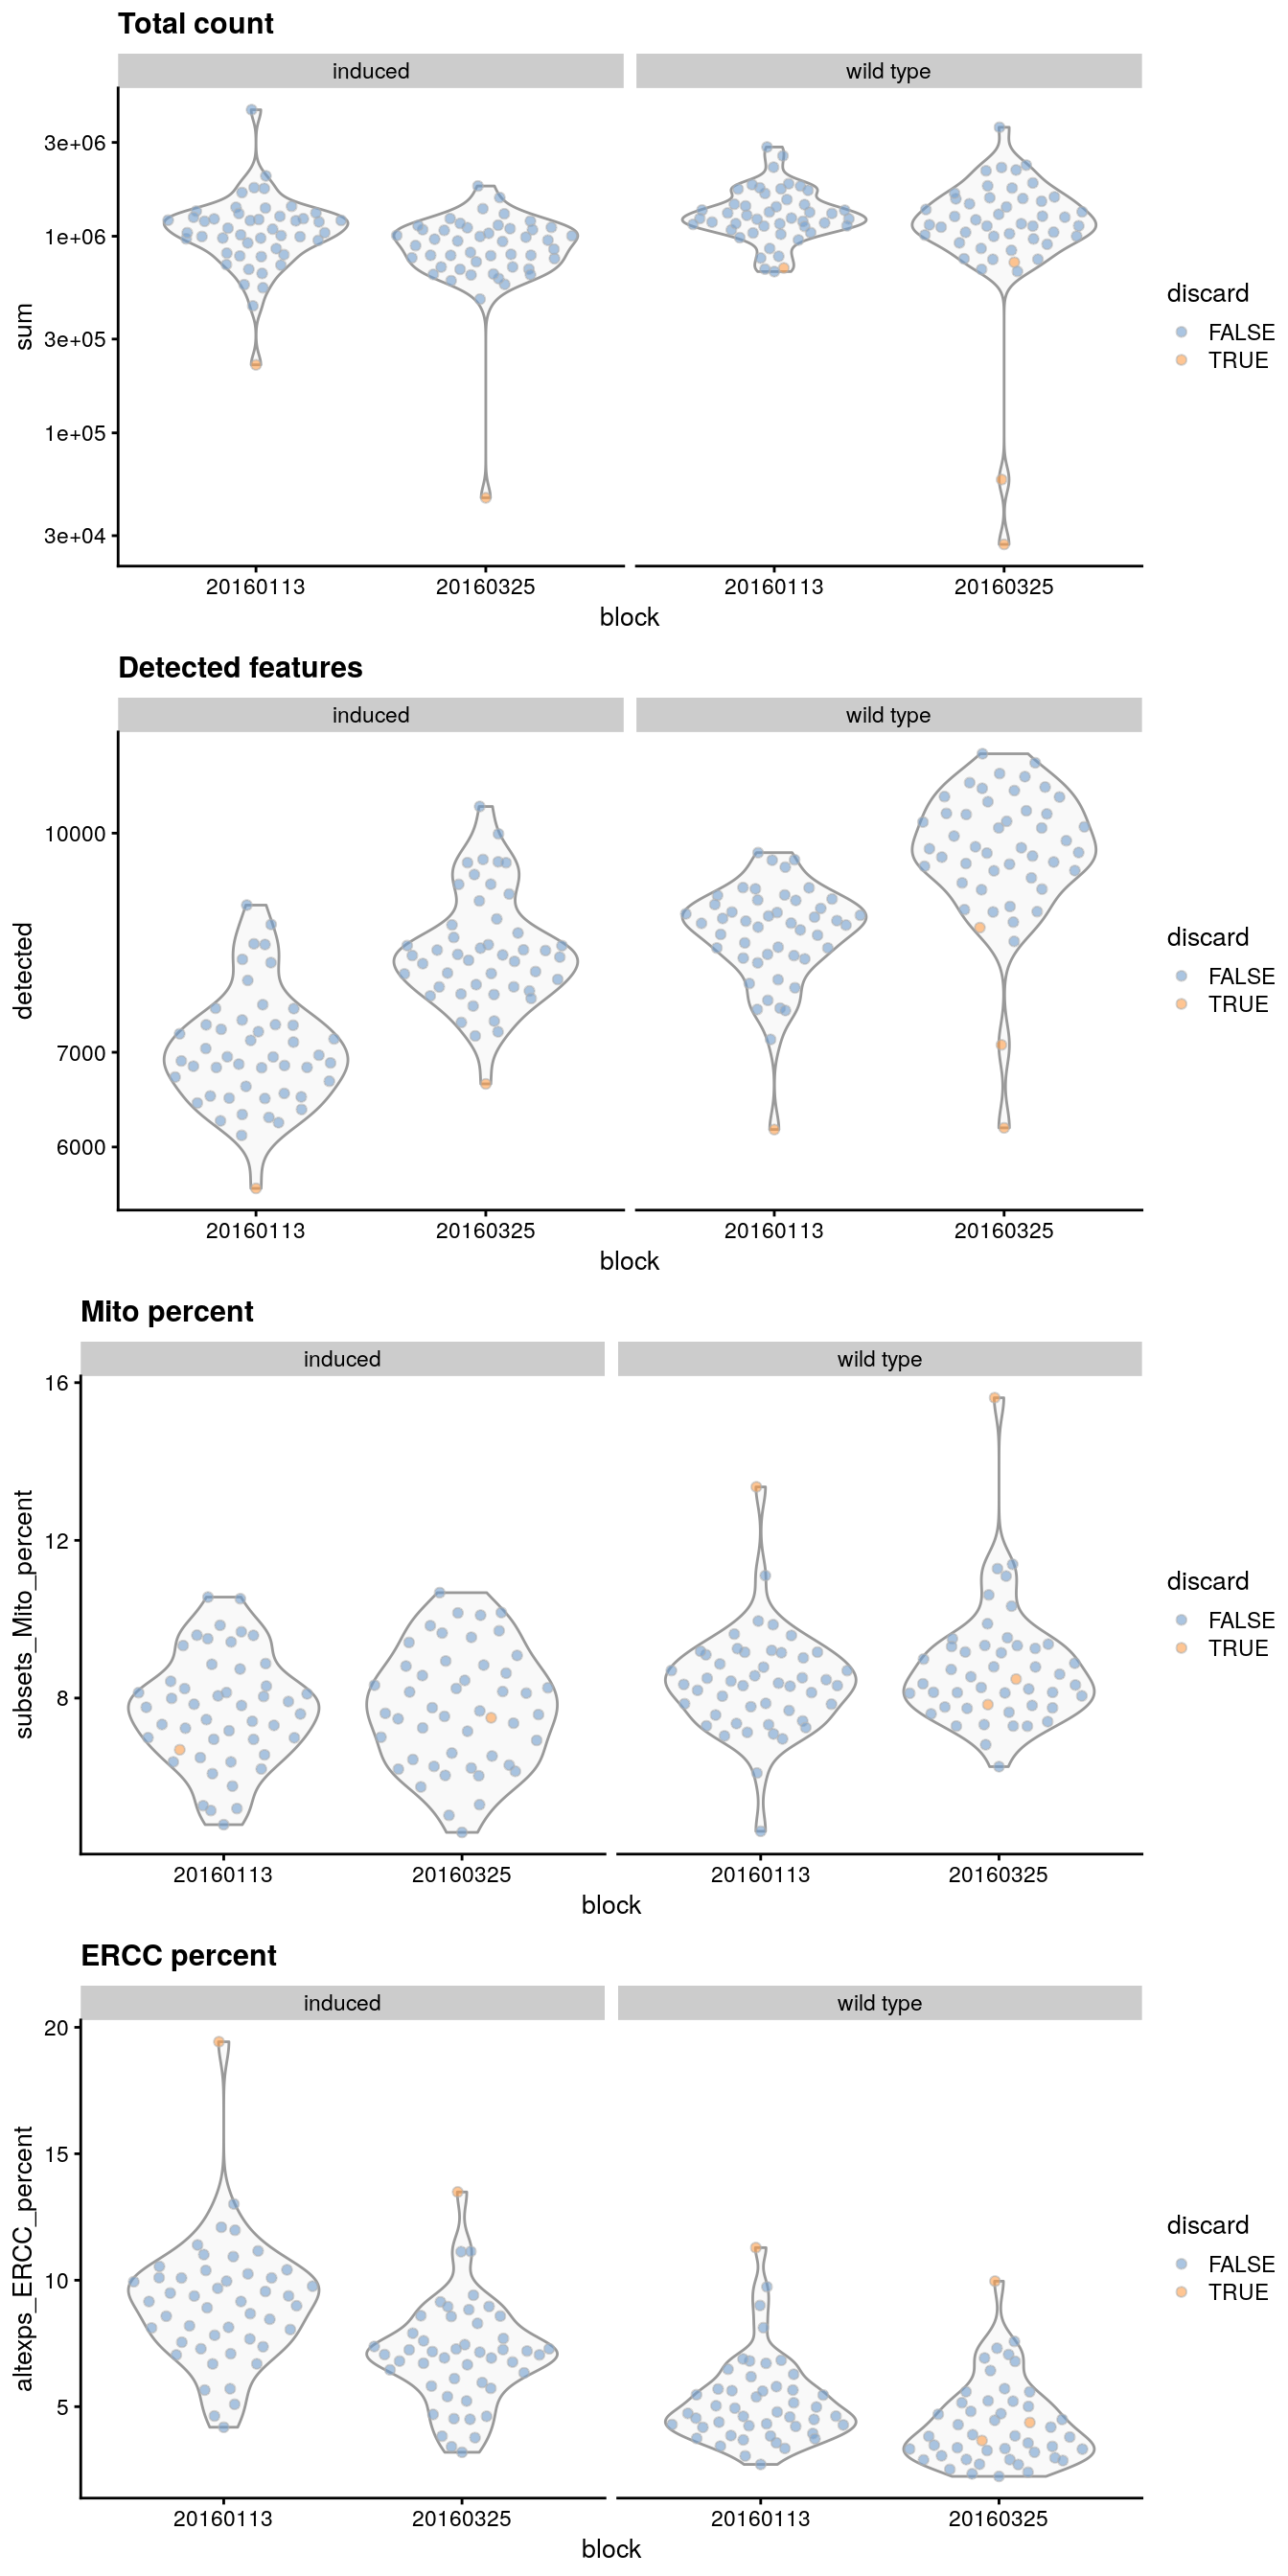 Total count
induced
wild type
3e+06
1e+06
3e+05
1e+05
3e+04
sum
20160113
20160325
20160113
20160325
block
discard
FALSE
TRUE
Detected features
induced
wild type
10000
7000
6000
detected
20160113
20160325
20160113
20160325
block
discard
FALSE
TRUE
Mito percent
induced
wild type
16
12
8
subsets_Mito_percent
20160113
20160325
20160113
20160325
block
discard
FALSE
TRUE
ERCC percent
induced
wild type
20
15
10
5
altexps_ERCC_percent
20160113
20160325
20160113
20160325
block
discard
FALSE
TRUE